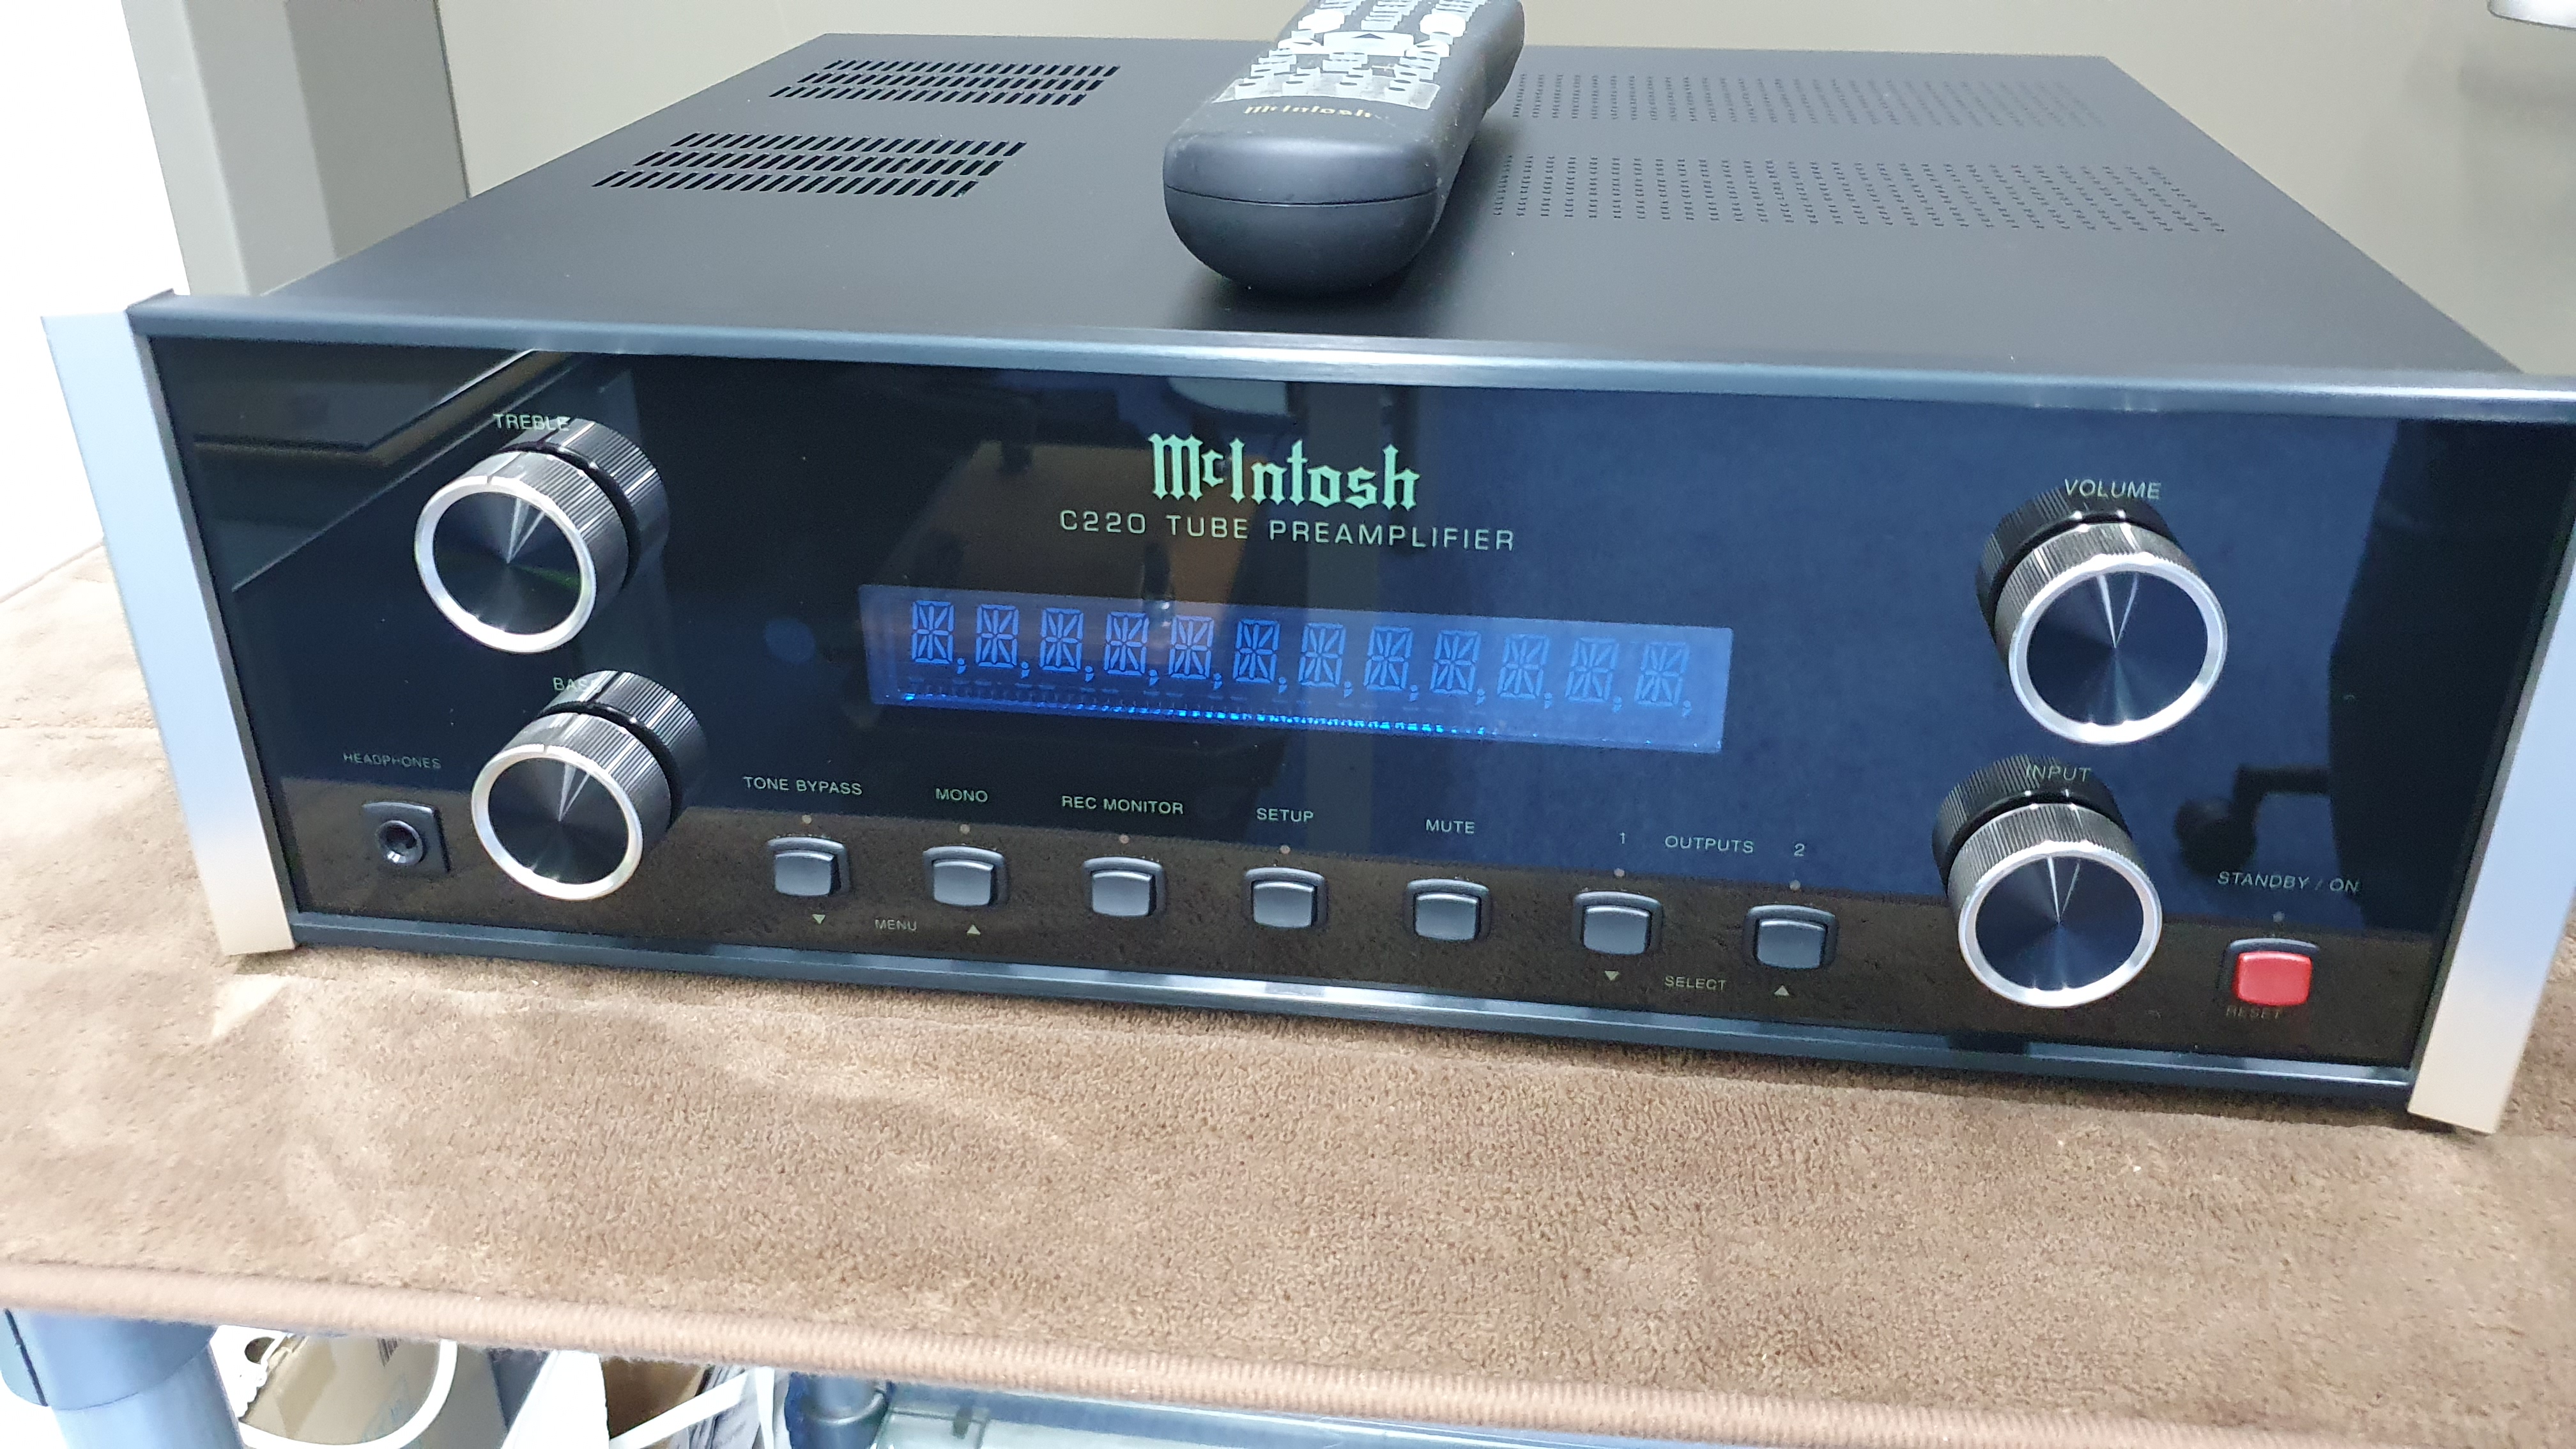 McIntosh
TREBLE
McIntosh
C220 TUBE PREAMPLIFIER
VOLUME
BASS
HEADPHONES
TONE BYPASS
MONO
REC MONITOR
SETUP
MUTE
1 OUTPUTS 2
INPUT
STANDBY / ON
▼ MENU ▲
▼ SELECT ▲
RESET